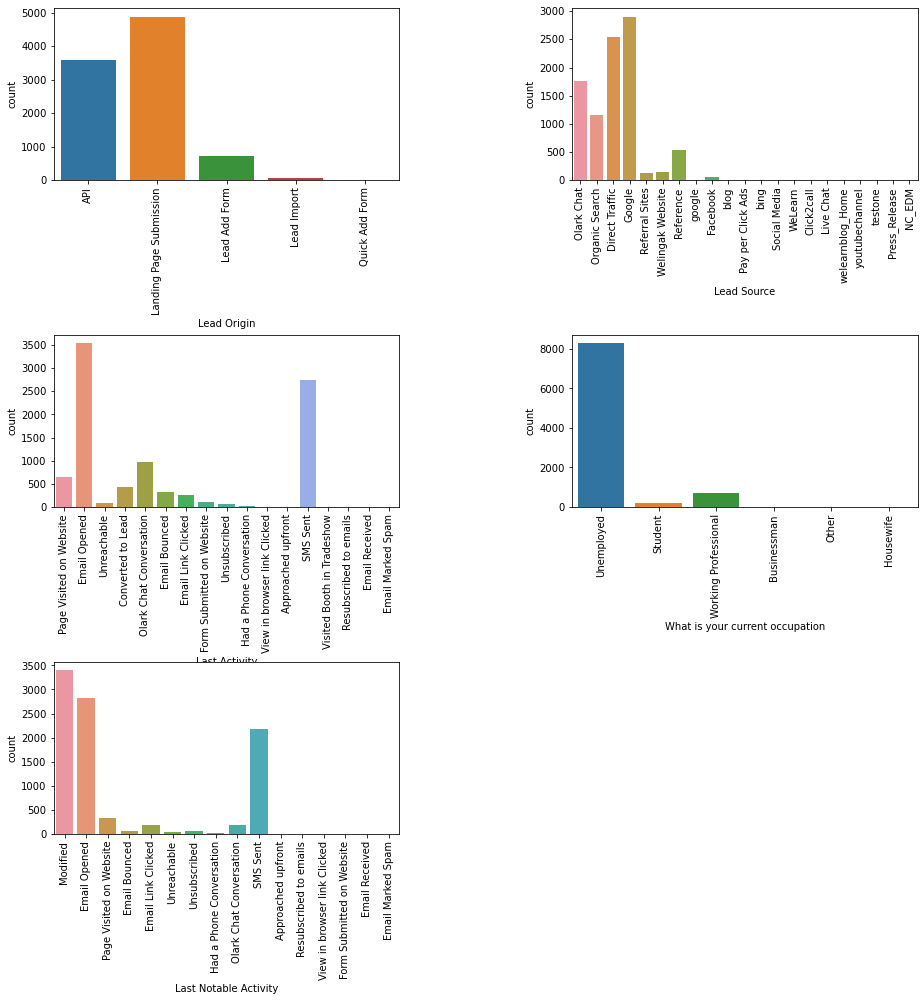 5000
4000
3000
2000
1000
0
count
API
Landing Page Submission
Lead Add Form
Lead Import
Quick Add Form
Lead Origin
3000
2500
2000
1500
1000
500
0
count
Olark Chat
Organic Search
Direct Traffic
Google
Referral Sites
Welingak Website
Reference
google
Facebook
blog
Pay per Click Ads
bing
Social Media
WeLearn
Click2call
Live Chat
welearnblog_Home
youtubechannel
testone
Press_Release
NC_EDM
Lead Source
3500
3000
2500
2000
1500
1000
500
0
count
Page Visited on Website
Email Opened
Unreachable
Converted to Lead
Olark Chat Conversation
Email Bounced
Email Link Clicked
Form Submitted on Website
Unsubscribed
Had a Phone Conversation
View in browser link Clicked
Approached upfront
SMS Sent
Visited Booth in Tradeshow
Resubscribed to emails
Email Received
Email Marked Spam
Last Activity
8000
6000
4000
2000
0
count
Unemployed
Student
Working Professional
Businessman
Other
Housewife
What is your current occupation
3500
3000
2500
2000
1500
1000
500
0
count
Modified
Email Opened
Page Visited on Website
Email Bounced
Email Link Clicked
Unreachable
Unsubscribed
Had a Phone Conversation
Olark Chat Conversation
SMS Sent
Approached upfront
Resubscribed to emails
View in browser link Clicked
Form Submitted on Website
Email Received
Email Marked Spam
Last Notable Activity